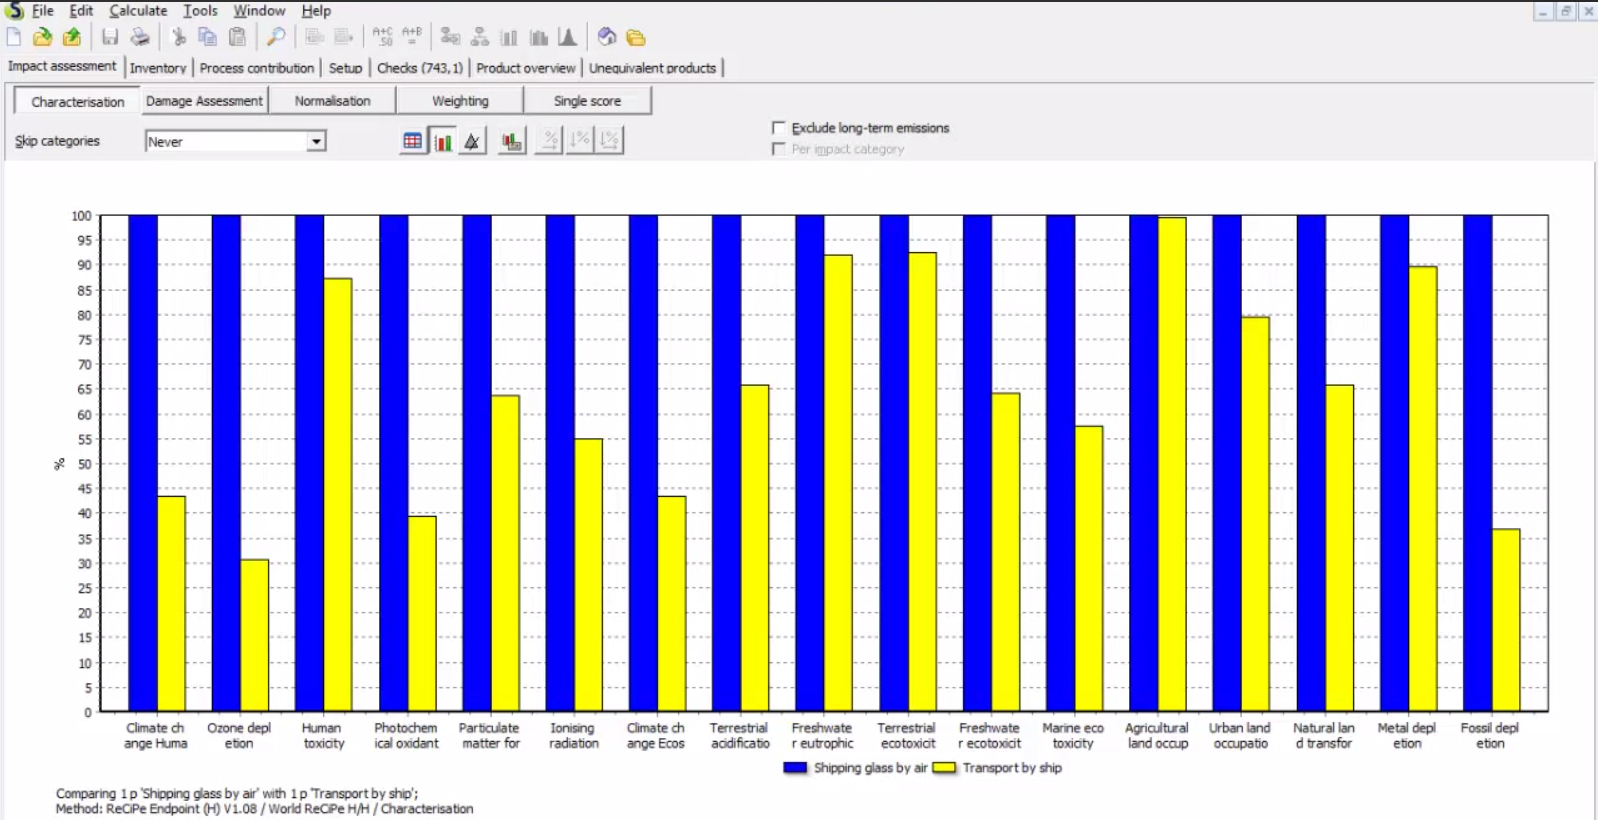 File Edit Calculate Tools Window Help
A+C .50 A+B =
Impact assessment Inventory Process contribution Setup Checks (743,1) Product overview Unequivalent products
Characterisation Damage Assessment Normalisation Weighting Single score
Skip categories Never Exclude long-term emissions
Per impact category
100
95
90
85
80
75
70
65
60
55
50
45
40
35
30
25
20
15
10
5
0
%
Climate ch Ozone depl Human Photochem Particulate Ionising Climate ch Terrestrial Freshwate Terrestrial Freshwate Marine eco Agricultural Urban land Natural lan Metal depl Fossil depl
ange Huma etion toxicity ical oxidant matter for radiation ange Ecos acidificatio r eutrophic ecotoxicit r ecotoxicit toxicity land occup occupatio d transfor etion etion
Shipping glass by air Transport by ship
Comparing 1 p 'Shipping glass by air' with 1 p 'Transport by ship';
Method: ReCiPe Endpoint (H) V1.08 / World ReCiPe H/H / Characterisation